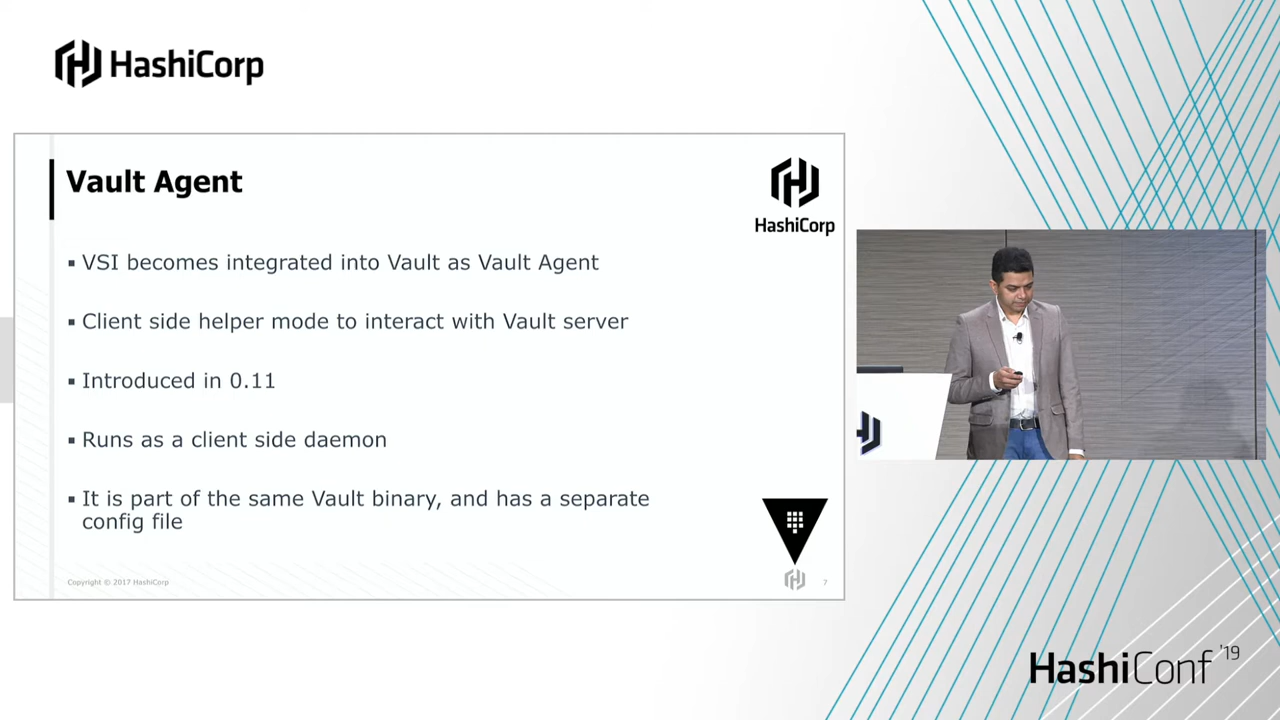 HashiCorp
Vault Agent
HashiCorp
▪ VSI becomes integrated into Vault as Vault Agent
▪ Client side helper mode to interact with Vault server
▪ Introduced in 0.11
▪ Runs as a client side daemon
▪ It is part of the same Vault binary, and has a separate
config file
Copyright © 2017 HashiCorp
7
HashiConf '19